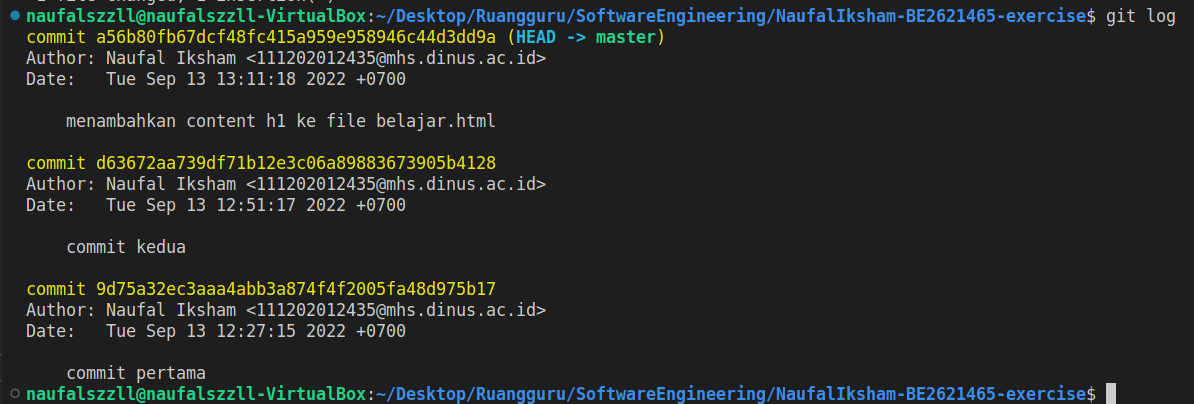 naufalszzll@naufalszzll-VirtualBox:~/Desktop/Ruangguru/SoftwareEngineering/NaufalIksham-BE2621465-exercise$ git log
commit a56b80fb67dcf48fc415a959e958946c44d3dd9a (HEAD -> master)
Author: Naufal Iksham <111202012435@mhs.dinus.ac.id>
Date:   Tue Sep 13 13:11:18 2022 +0700
    menambahkan content h1 ke file belajar.html
commit d63672aa739df71b12e3c06a89883673905b4128
Author: Naufal Iksham <111202012435@mhs.dinus.ac.id>
Date:   Tue Sep 13 12:51:17 2022 +0700
    commit kedua
commit 9d75a32ec3aaa4abb3a874f4f2005fa48d975b17
Author: Naufal Iksham <111202012435@mhs.dinus.ac.id>
Date:   Tue Sep 13 12:27:15 2022 +0700
    commit pertama
naufalszzll@naufalszzll-VirtualBox:~/Desktop/Ruangguru/SoftwareEngineering/NaufalIksham-BE2621465-exercise$